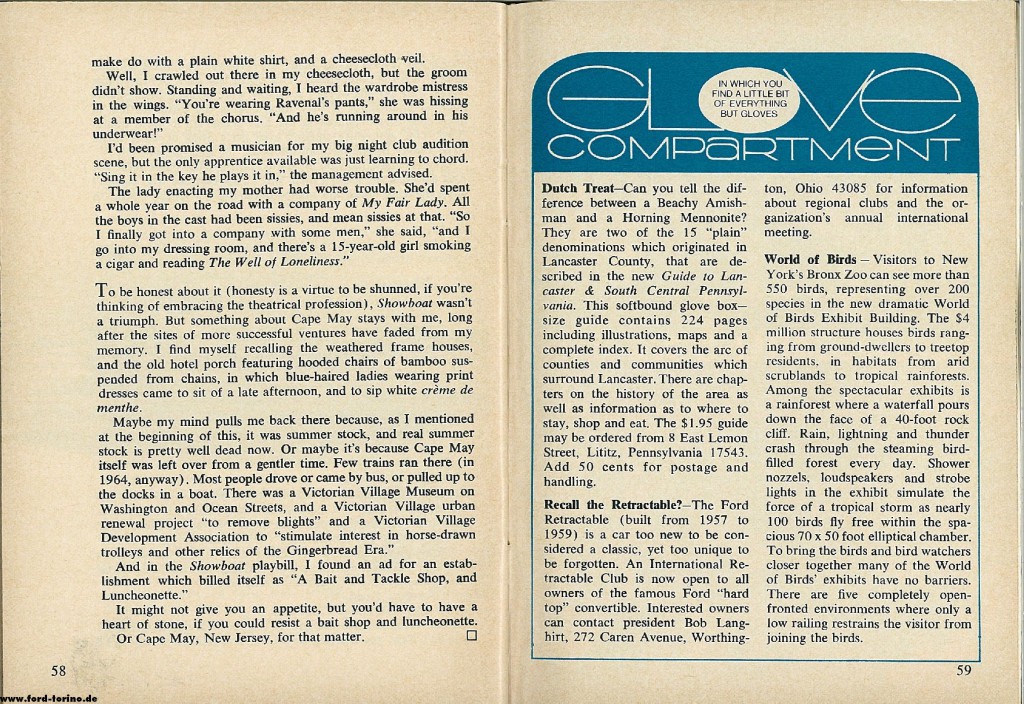 make do with a plain white shirt, and a cheesecloth veil.
Well, I crawled out there in my cheesecloth, but the groom
didn't show. Standing and waiting, I heard the wardrobe mistress
in the wings. “You're wearing Ravenal's pants,” she was hissing
at a member of the chorus. “And he's running around in his
underwear!”
I'd been promised a musician for my big night club audition
scene, but the only apprentice available was just learning to chord.
“Sing it in the key he plays it in,” the management advised.
The lady enacting my mother had worse trouble. She'd spent
a whole year on the road with a company of My Fair Lady. All
the boys in the cast had been sissies, and mean sissies at that. “So
I finally got into a company with some men,” she said, “and I
go into my dressing room, and there's a 15-year-old girl smoking
a cigar and reading The Well of Loneliness.”
To be honest about it (honesty is a virtue to be shunned, if you're
thinking of embracing the theatrical profession), Showboat wasn't
a triumph. But something about Cape May stays with me, long
after the sites of more successful ventures have faded from my
memory. I find myself recalling the weathered frame houses,
and the old hotel porch featuring hooded chairs of bamboo sus-
pended from chains, in which blue-haired ladies wearing print
dresses came to sit of a late afternoon, and to sip white crème de
menthe.
Maybe my mind pulls me back there because, as I mentioned
at the beginning of this, it was summer stock, and real summer
stock is pretty well dead now. Or maybe it's because Cape May
itself was left over from a gentler time. Few trains ran there (in
1964, anyway). Most people drove or came by bus, or pulled up to
the docks in a boat. There was a Victorian Village Museum on
Washington and Ocean Streets, and a Victorian Village urban
renewal project “to remove blights” and a Victorian Village
Development Association to “stimulate interest in horse-drawn
trolleys and other relics of the Gingerbread Era.”
And in the Showboat playbill, I found an ad for an estab-
lishment which billed itself as “A Bait and Tackle Shop, and
Luncheonette.”
It might not give you an appetite, but you'd have to have a
heart of stone, if you could resist a bait shop and luncheonette.
Or Cape May, New Jersey, for that matter. □
58
www.ford-torino.de
GLOVE
IN WHICH YOU
FIND A LITTLE BIT
OF EVERYTHING
BUT GLOVES
COMPARTMENT
Dutch Treat—Can you tell the dif-
ference between a Beachy Amish-
man and a Horning Mennonite?
They are two of the 15 “plain”
denominations which originated in
Lancaster County, that are de-
scribed in the new Guide to Lan-
caster & South Central Pennsyl-
vania. This softbound glove box—
size guide contains 224 pages
including illustrations, maps and a
complete index. It covers the arc of
counties and communities which
surround Lancaster. There are chap-
ters on the history of the area as
well as information as to where to
stay, shop and eat. The $1.95 guide
may be ordered from 8 East Lemon
Street, Lititz, Pennsylvania 17543.
Add 50 cents for postage and
handling.
Recall the Retractable?—The Ford
Retractable (built from 1957 to
1959) is a car too new to be con-
sidered a classic, yet too unique to
be forgotten. An International Re-
tractable Club is now open to all
owners of the famous Ford “hard
top” convertible. Interested owners
can contact president Bob Lang-
hirt, 272 Caren Avenue, Worthing-
ton, Ohio 43085 for information
about regional clubs and the or-
ganization's annual international
meeting.
World of Birds — Visitors to New
York's Bronx Zoo can see more than
550 birds, representing over 200
species in the new dramatic World
of Birds Exhibit Building. The $4
million structure houses birds rang-
ing from ground-dwellers to treetop
residents, in habitats from arid
scrublands to tropical rainforests.
Among the spectacular exhibits is
a rainforest where a waterfall pours
down the face of a 40-foot rock
cliff. Rain, lightning and thunder
crash through the steaming bird-
filled forest every day. Shower
nozzels, loudspeakers and strobe
lights in the exhibit simulate the
force of a tropical storm as nearly
100 birds fly free within the spa-
cious 70 x 50 foot elliptical chamber.
To bring the birds and bird watchers
closer together many of the World
of Birds' exhibits have no barriers.
There are five completely open-
fronted environments where only a
low railing restrains the visitor from
joining the birds.
59